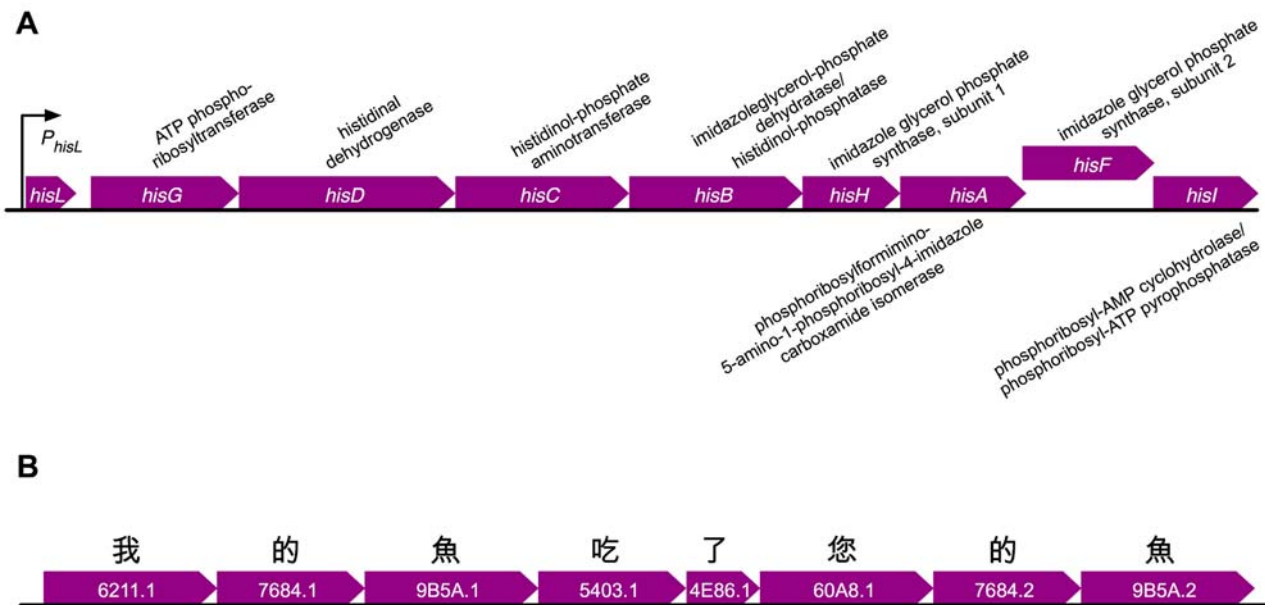 A
P_hisL
ATP phospho-
ribosyltransferase
histidinal
dehydrogenase
histidinol-phosphate
aminotransferase
imidazoleglycerol-phosphate
dehydratase/
histidinol-phosphatase
imidazole glycerol phosphate
synthase, subunit 1
imidazole glycerol phosphate
synthase, subunit 2
hisL
hisG
hisD
hisC
hisB
hisH
hisA
hisF
hisI
phosphoribosylformimino-
5-amino-1-phosphoribosyl-4-imidazole
carboxamide isomerase
phosphoribosyl-AMP cyclohydrolase/
phosphoribosyl-ATP pyrophosphatase
B
我 的 魚 吃 了 您 的 魚
6211.1 7684.1 9B5A.1 5403.1 4E86.1 60A8.1 7684.2 9B5A.2